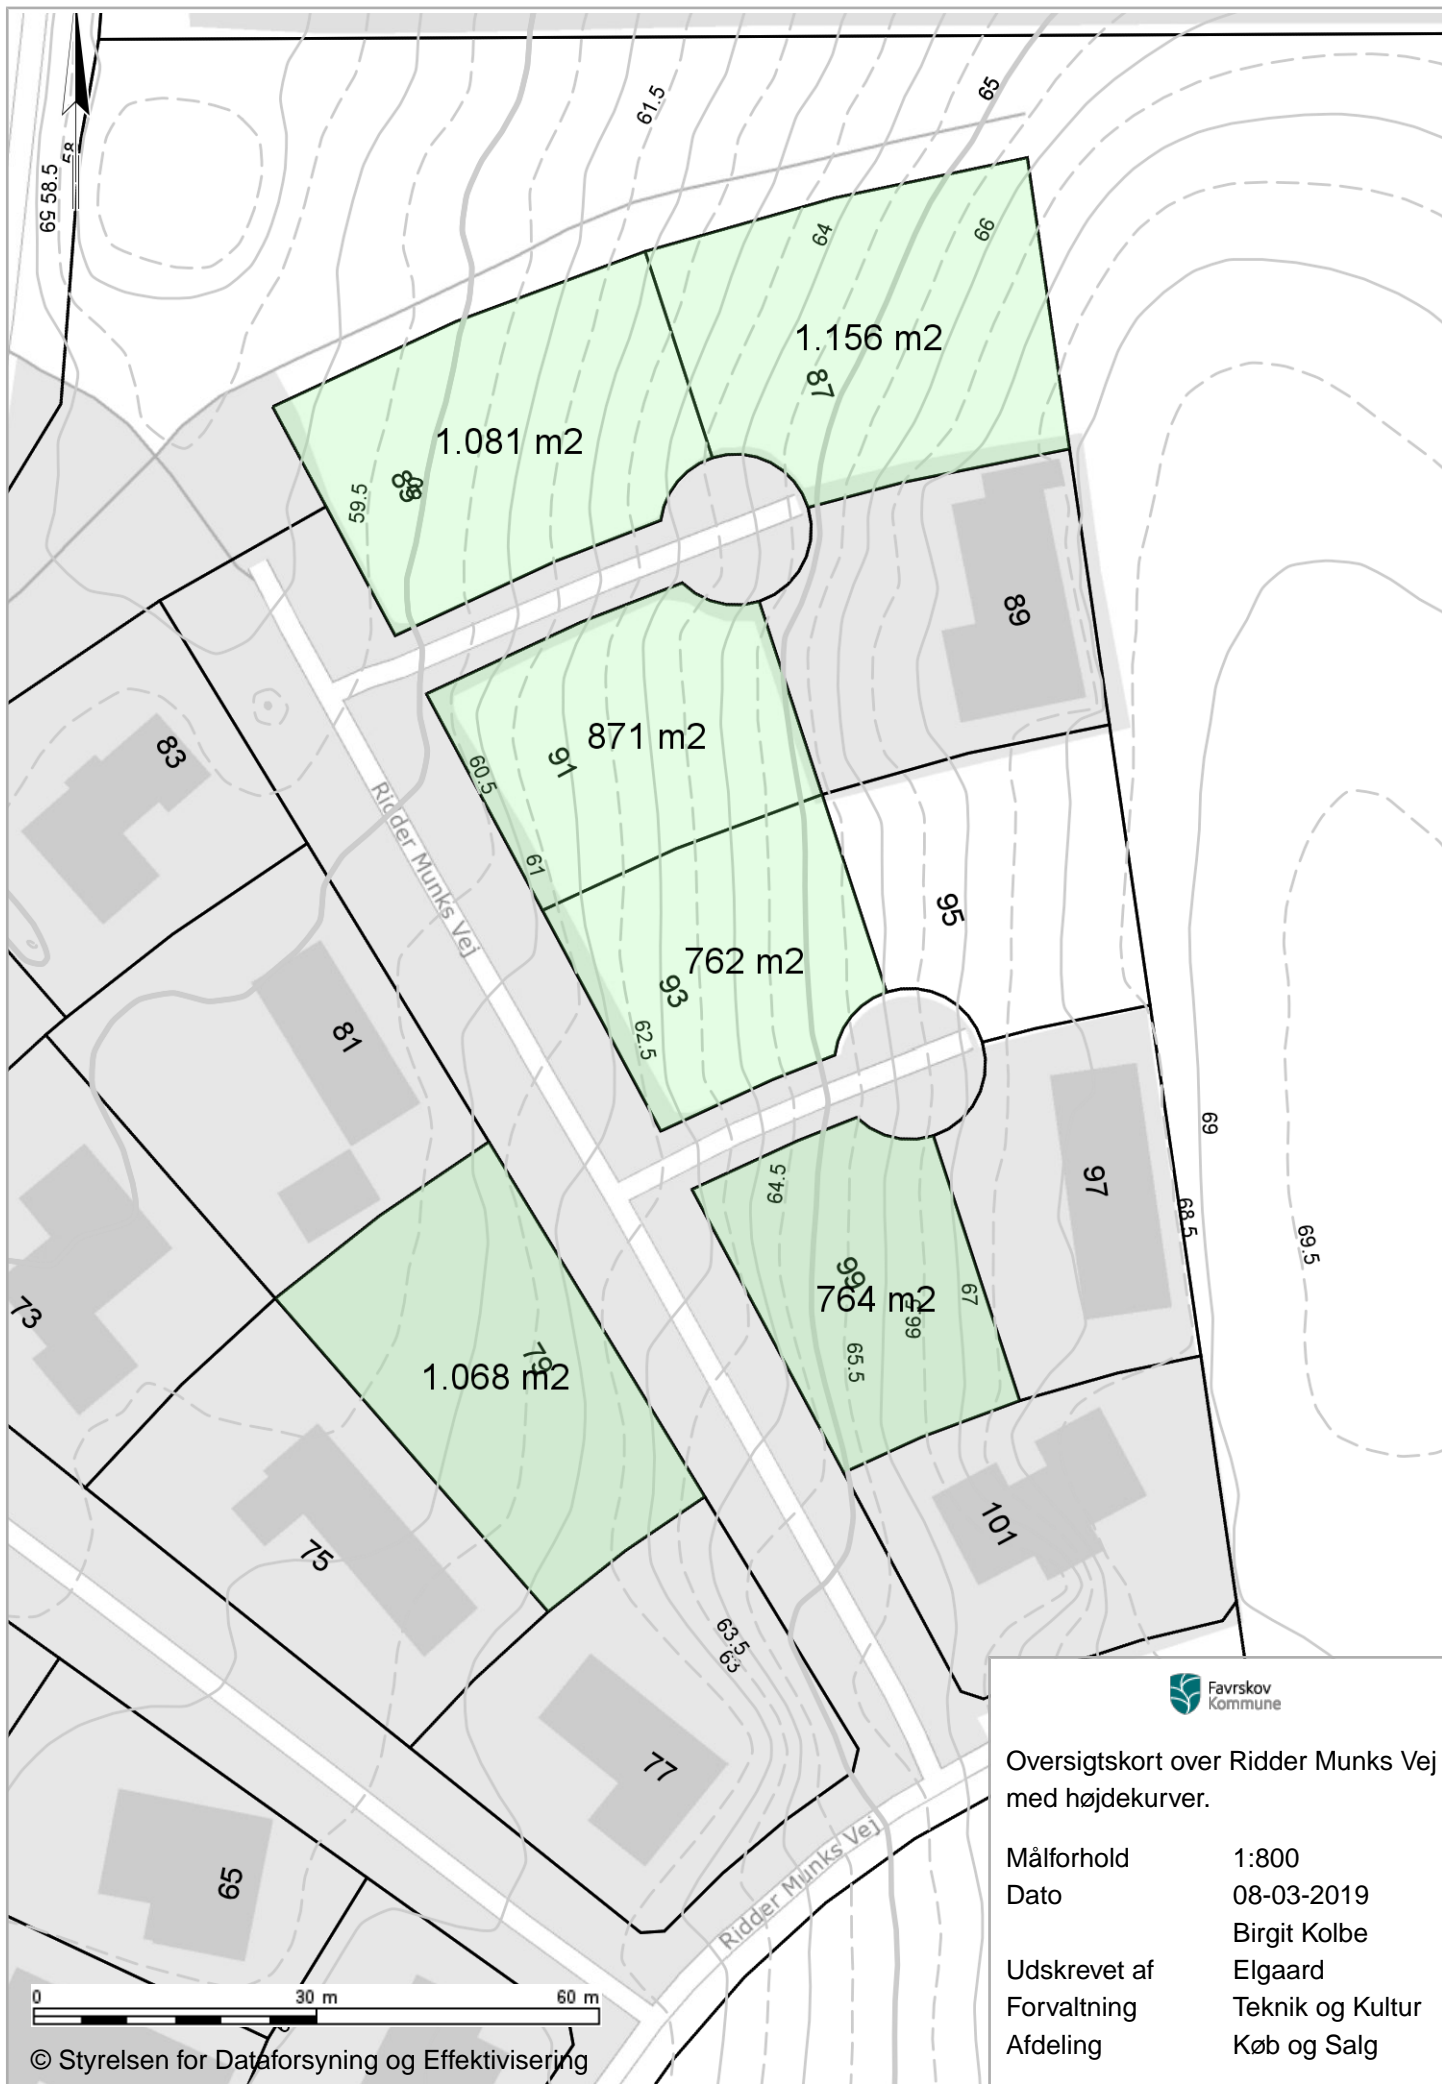 61.5
65
58
58.5
59
64
66
1.156 m2
87
1.081 m2
59.5
89
83
871 m2
91
60.5
61
Ridder Munks Vej
762 m2
93
95
62.5
81
69
97
68.5
69.5
64.5
99
764 m2
67
66.5
65.5
73
79
1.068 m2
75
101
63.5
63
77
65
Ridder Munks Vej
Favrskov
Kommune
Oversigtskort over Ridder Munks Vej
med højdekurver.
Målforhold 1:800
Dato 08-03-2019
Birgit Kolbe
Udskrevet af Elgaard
Forvaltning Teknik og Kultur
Afdeling Køb og Salg
0 30 m 60 m
© Styrelsen for Dataforsyning og Effektivisering